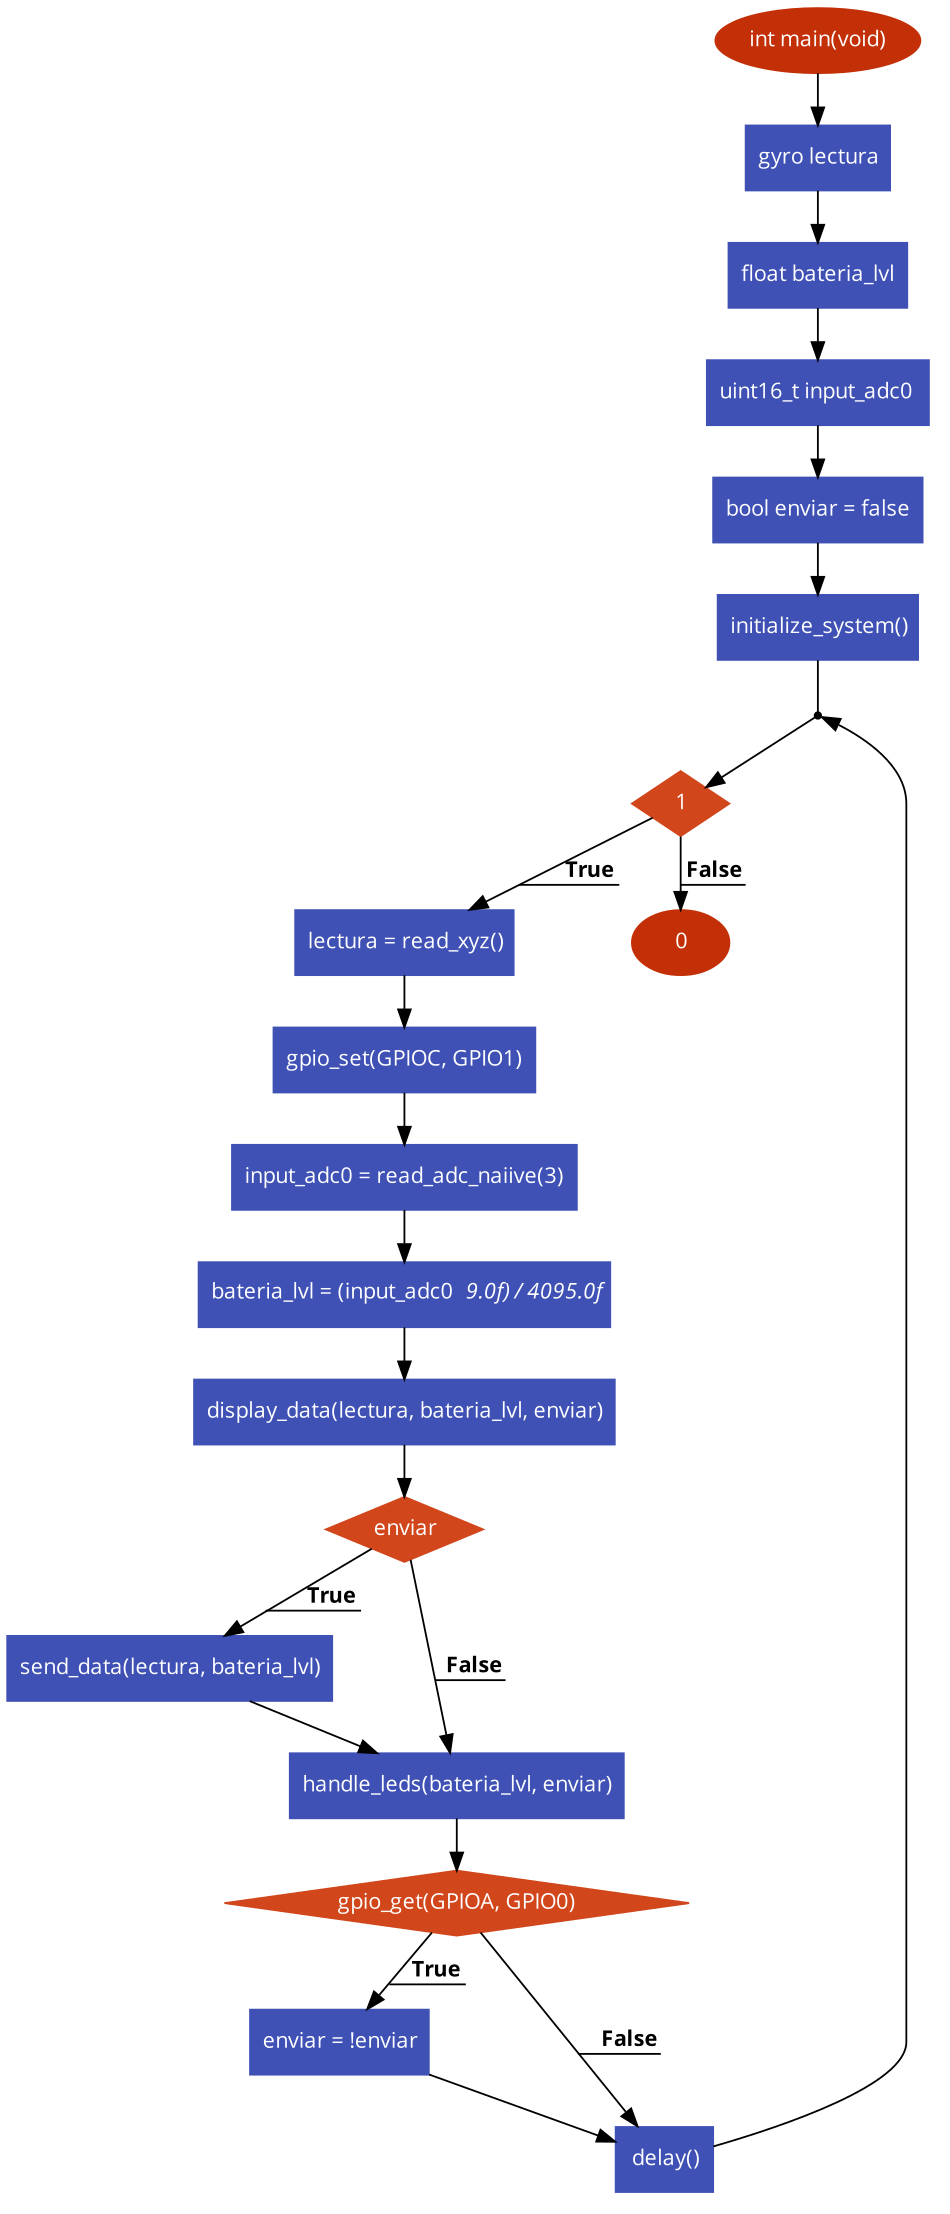 int main(void)
gyro lectura
float bateria_lvl
uint16_t input_adc0
bool enviar = false
initialize_system()
1
True
False
lectura = read_xyz()
0
gpio_set(GPIOC, GPIO1)
input_adc0 = read_adc_naiive(3)
bateria_lvl = (input_adc0 9.0f) / 4095.0f
display_data(lectura, bateria_lvl, enviar)
enviar
True
send_data(lectura, bateria_lvl)
False
handle_leds(bateria_lvl, enviar)
gpio_get(GPIOA, GPIO0)
True
enviar = !enviar
False
delay()